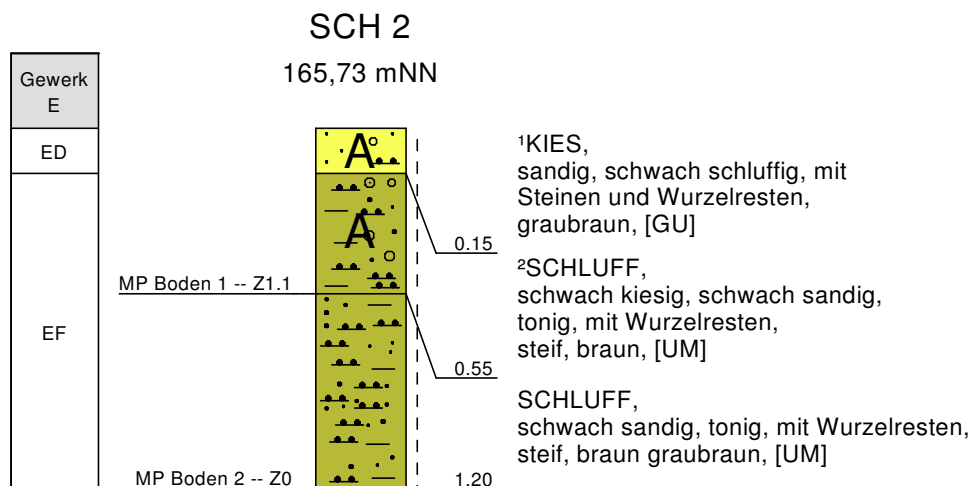 SCH 2
165,73 mNN
Gewerk
E
ED
EF
A
A
MP Boden 1 -- Z1.1
MP Boden 2 -- Z0
0.15
0.55
1.20
¹KIES,
sandig, schwach schluffig, mit
Steinen und Wurzelresten,
graubraun, [GU]
²SCHLUFF,
schwach kiesig, schwach sandig,
tonig, mit Wurzelresten,
steif, braun, [UM]
SCHLUFF,
schwach sandig, tonig, mit Wurzelresten,
steif, braun graubraun, [UM]